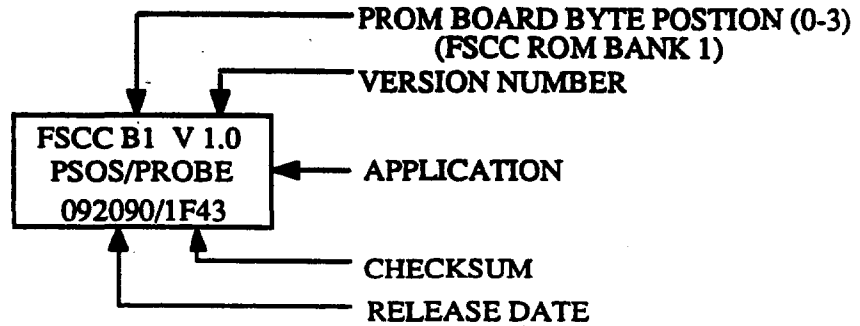 PROM BOARD BYTE POSTION (0-3)
(FSCC ROM BANK 1)
VERSION NUMBER
FSCC B1 V 1.0
PSOS/PROBE
092090/1F43
APPLICATION
CHECKSUM
RELEASE DATE